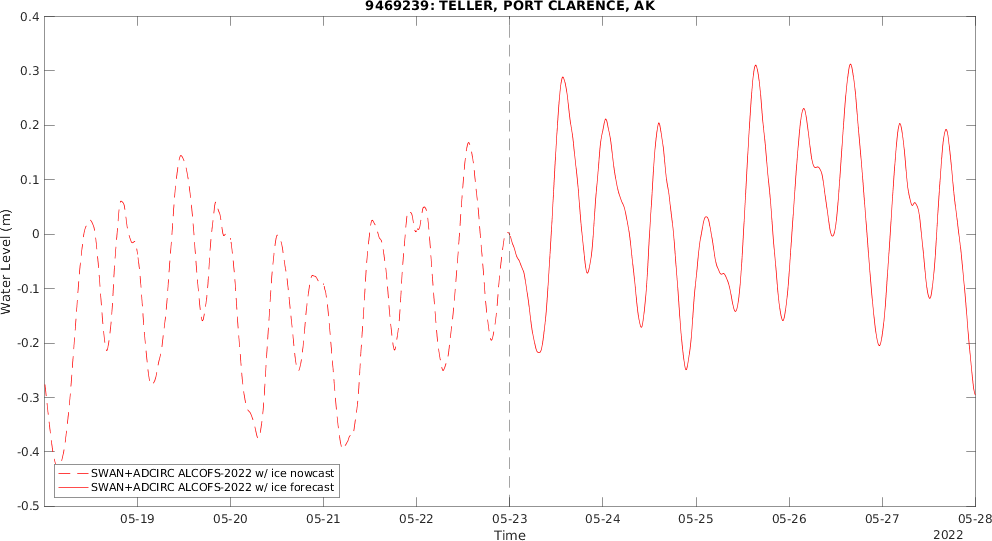 9469239: TELLER, PORT CLARENCE, AK
0.4
0.3
0.2
0.1
0
-0.1
-0.2
-0.3
-0.4
-0.5
Water Level (m)
SWAN+ADCIRC ALCOFS-2022 w/ ice nowcast
SWAN+ADCIRC ALCOFS-2022 w/ ice forecast
05-19 05-20 05-21 05-22 05-23 05-24 05-25 05-26 05-27 05-28
Time
2022